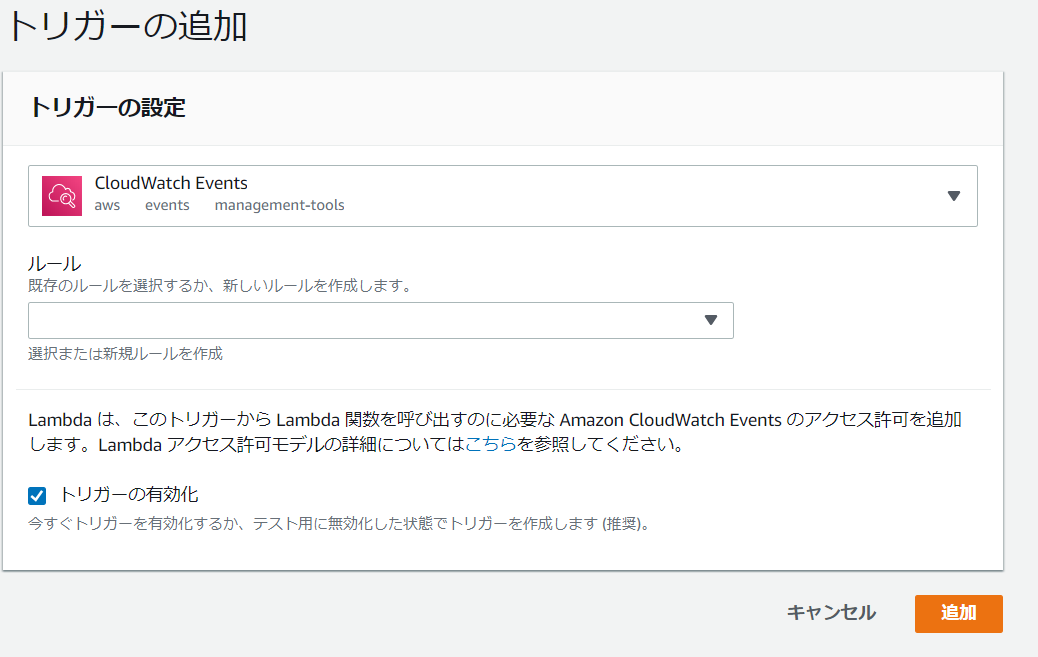 トリガーの追加
トリガーの設定
CloudWatch Events
aws events management-tools
ルール
既存のルールを選択するか、新しいルールを作成します。
選択または新規ルールを作成
Lambda は、このトリガーから Lambda 関数を呼び出すのに必要な Amazon CloudWatch Events のアクセス許可を追加
します。Lambda アクセス許可モデルの詳細についてはこちらを参照してください。
トリガーの有効化
今すぐトリガーを有効化するか、テスト用に無効化した状態でトリガーを作成します (推奨)。
キャンセル 追加